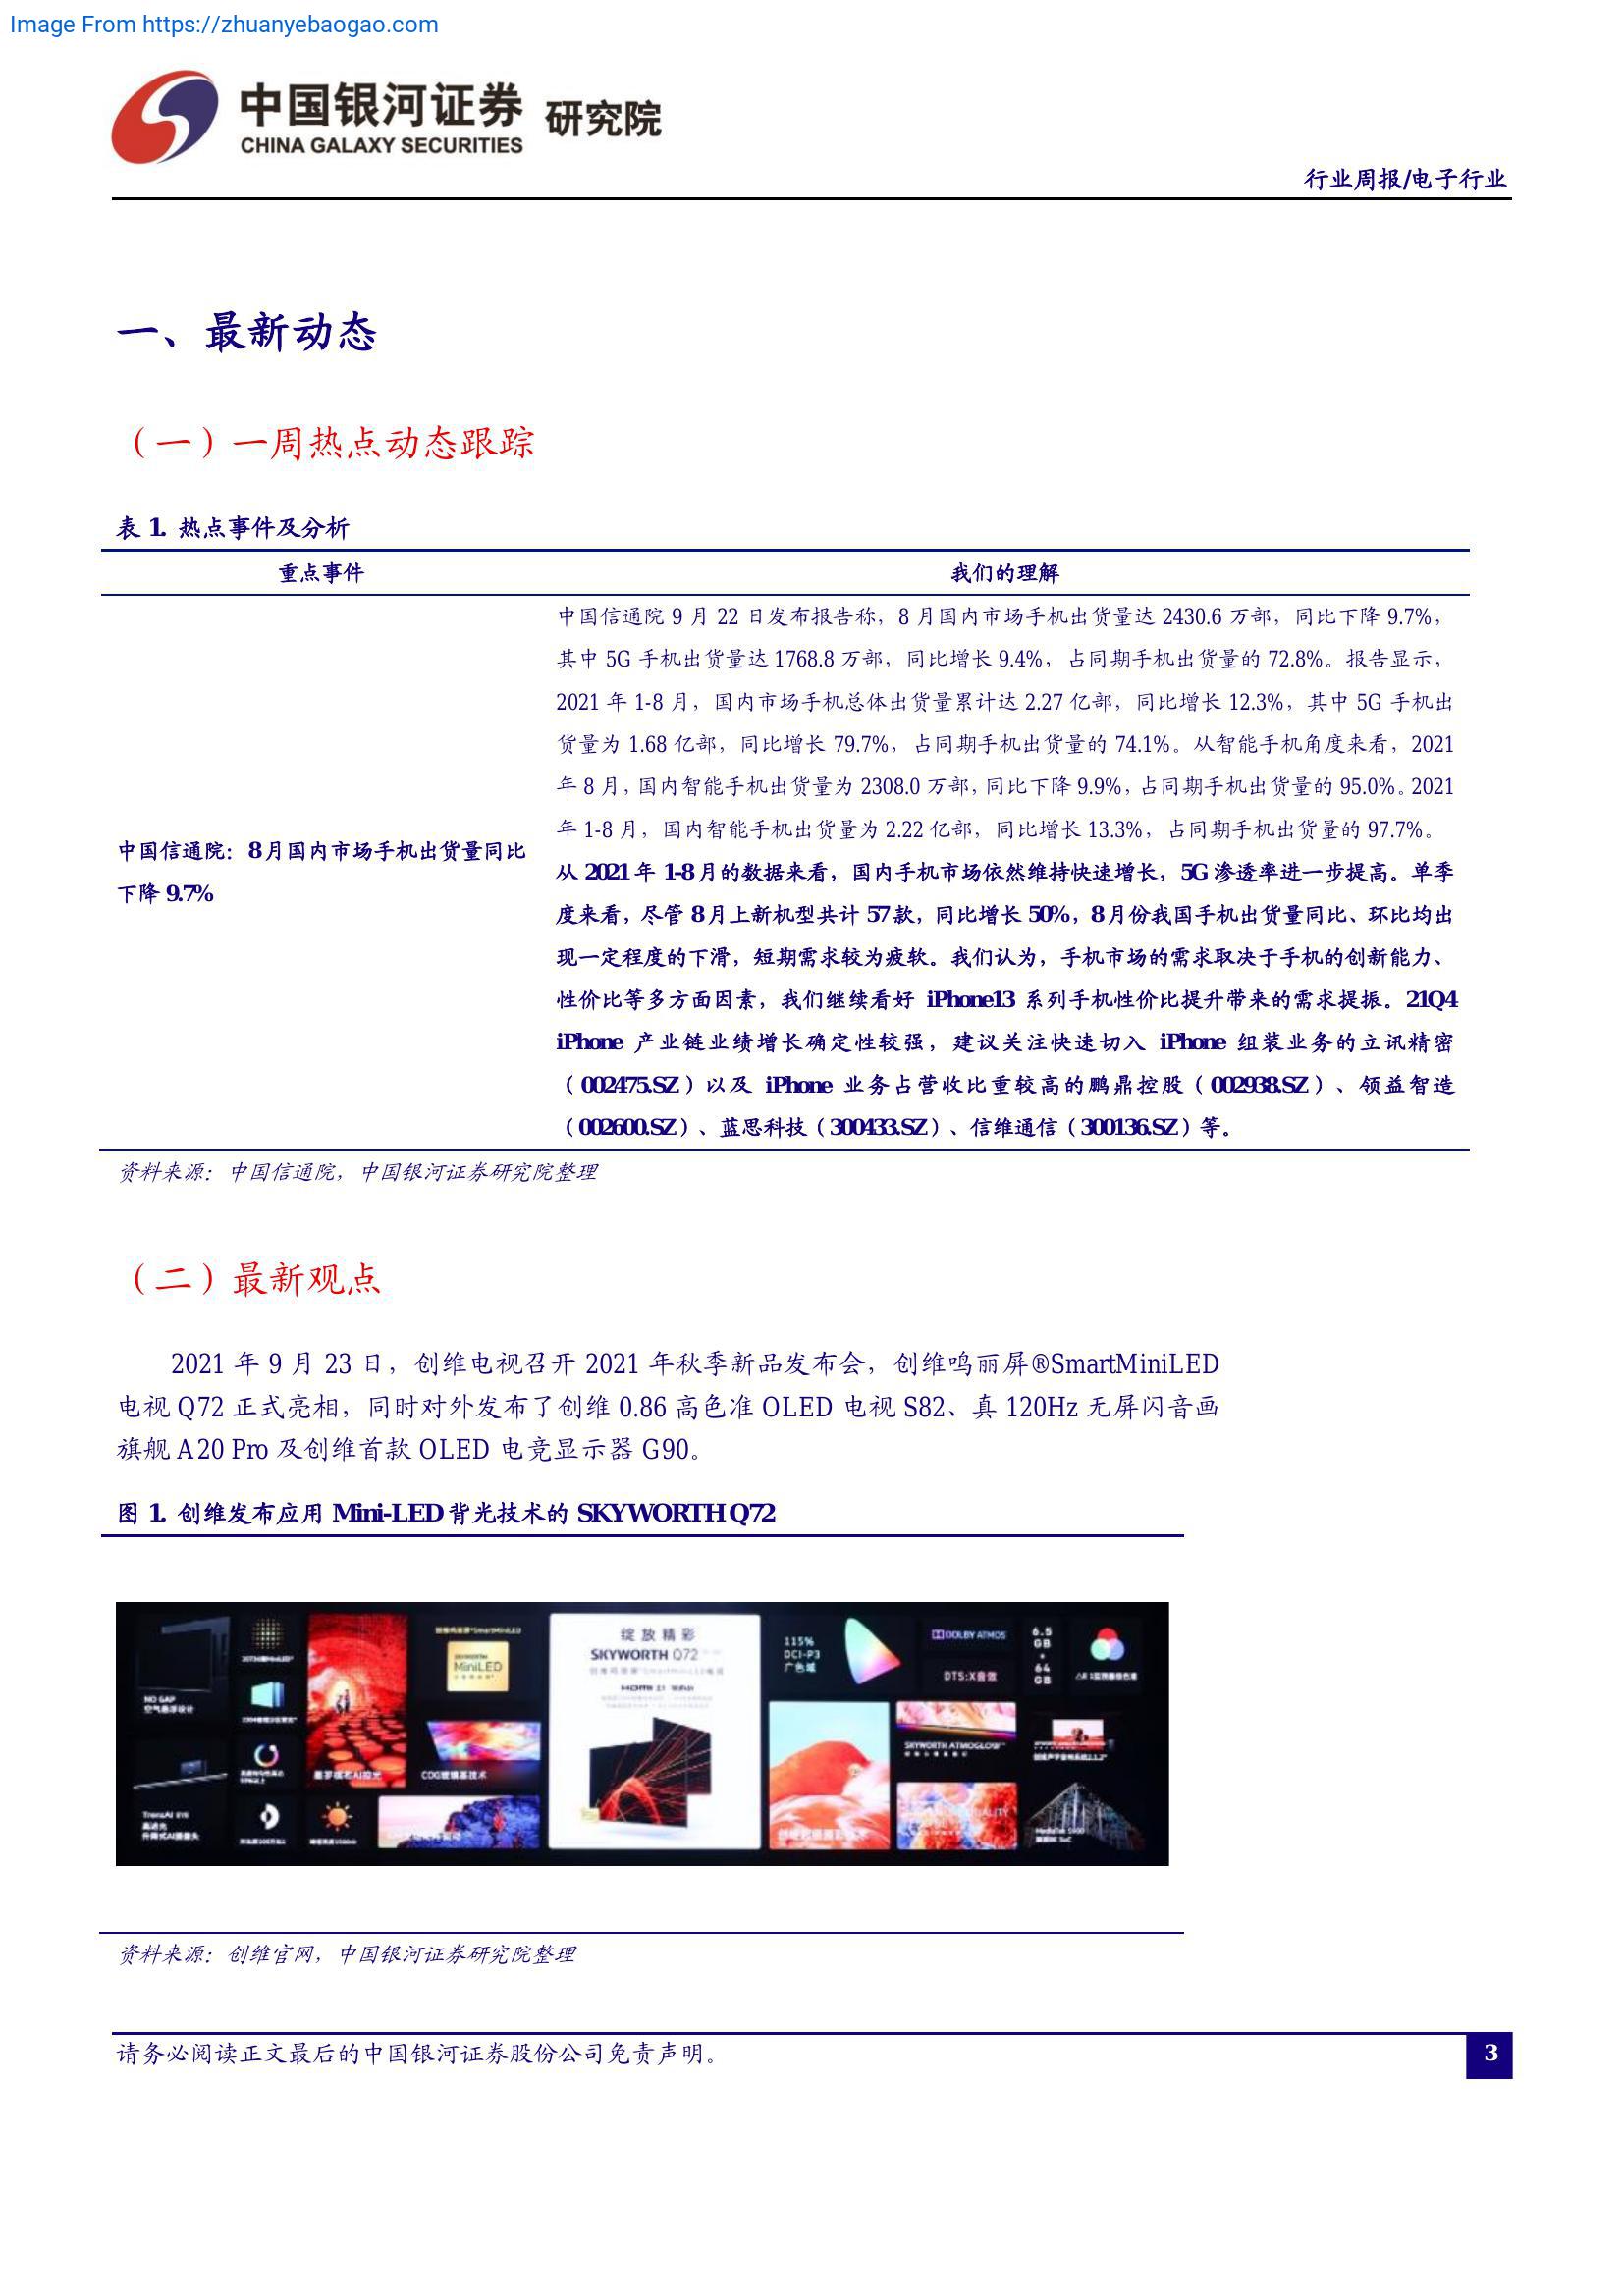 Image From https://zhuanyebaogao.com
中国银河证券 研究院
CHINA GALAXY SECURITIES
行业周报/电子行业
一、最新动态
（一）一周热点动态跟踪
表 1. 热点事件及分析
重点事件 我们的理解
中国信通院：8月国内市场手机出货量同比
下降 9.7%
中国信通院 9 月 22 日发布报告称，8 月国内市场手机出货量达 2430.6 万部，同比下降 9.7%，
其中 5G 手机出货量达 1768.8 万部，同比增长 9.4%，占同期手机出货量的 72.8%。报告显示，
2021 年 1-8 月，国内市场手机总体出货量累计达 2.27 亿部，同比增长 12.3%，其中 5G 手机出
货量为 1.68 亿部，同比增长 79.7%，占同期手机出货量的 74.1%。从智能手机角度来看，2021
年 8 月，国内智能手机出货量为 2308.0 万部，同比下降 9.9%，占同期手机出货量的 95.0%。2021
年 1-8 月，国内智能手机出货量为 2.22 亿部，同比增长 13.3%，占同期手机出货量的 97.7%。
从 2021 年 1-8 月的数据来看，国内手机市场依然维持快速增长，5G 渗透率进一步提高。单季
度来看，尽管 8 月上新机型共计 57 款，同比增长 50%，8 月份我国手机出货量同比、环比均出
现一定程度的下滑，短期需求较为疲软。我们认为，手机市场的需求取决于手机的创新能力、
性价比等多方面因素，我们继续看好 iPhone13 系列手机性价比提升带来的需求提振。21Q4
iPhone 产业链业绩增长确定性较强，建议关注快速切入 iPhone 组装业务的立讯精密
（002475.SZ）以及 iPhone 业务占营收比重较高的鹏鼎控股（002938.SZ）、领益智造
（002600.SZ）、蓝思科技（300433.SZ）、信维通信（300136.SZ）等。
资料来源：中国信通院，中国银河证券研究院整理
（二）最新观点
2021 年 9 月 23 日，创维电视召开 2021 年秋季新品发布会，创维鸣丽屏®SmartMiniLED
电视 Q72 正式亮相，同时对外发布了创维 0.86 高色准 OLED 电视 S82、真 120Hz 无屏闪音画
旗舰 A20 Pro 及创维首款 OLED 电竞显示器 G90。
图 1. 创维发布应用 Mini-LED 背光技术的 SKYWORTH Q72
NO GAP
空气悬浮设计
MiniLED
CDG玻璃基技术
绽放精彩
SKYWORTH Q72
115%
DCI-P3
广色域
DOLBY ATMOS
DTS:X音效
6.5
GB
+
64
GB
SKYWORTH ATMOGLOW
资料来源：创维官网，中国银河证券研究院整理
请务必阅读正文最后的中国银河证券股份公司免责声明。
3